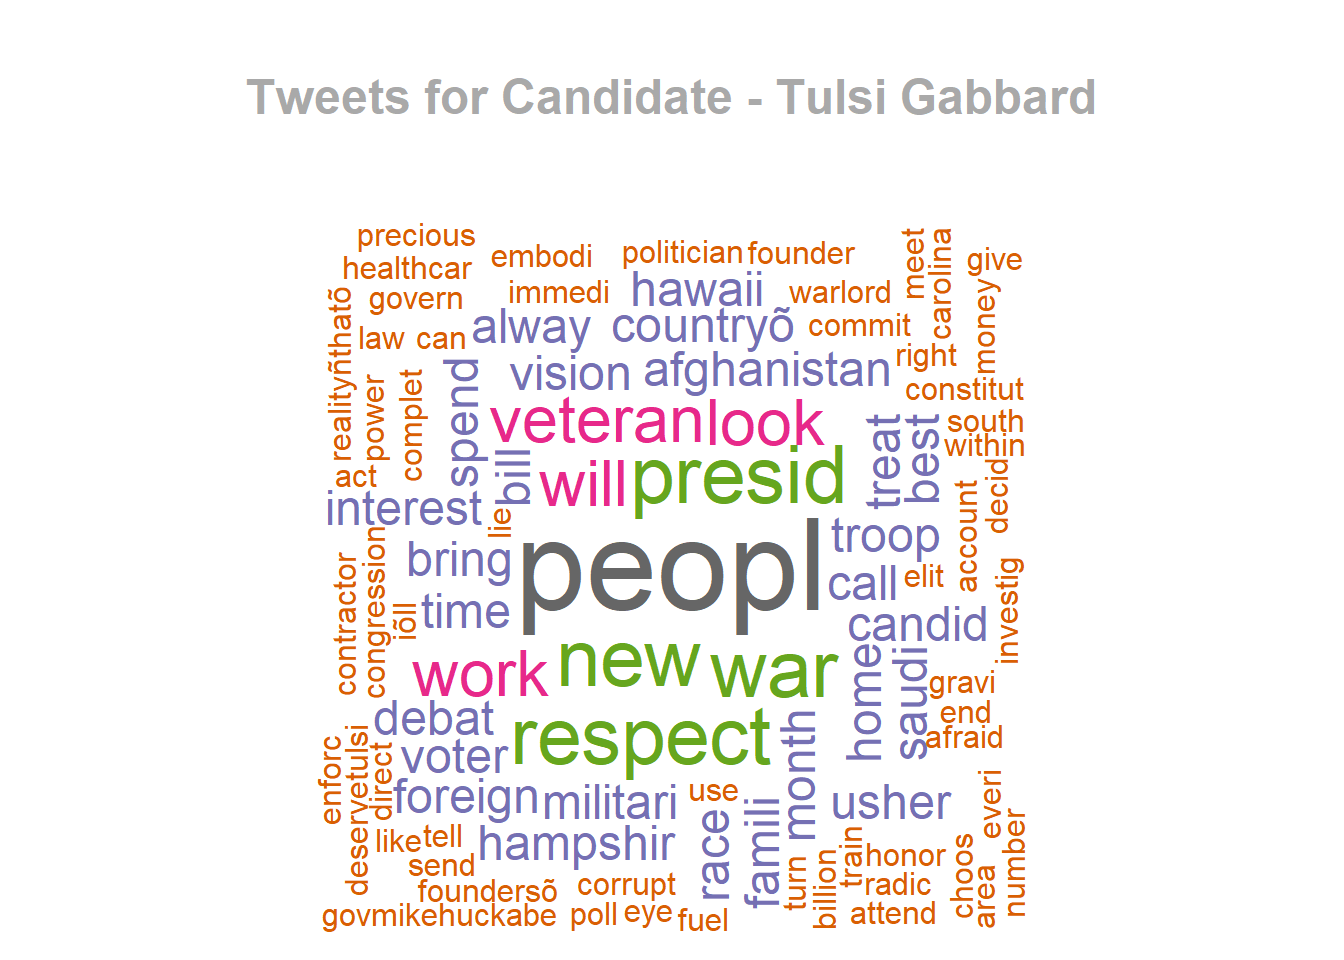 Tweets for Candidate - Tulsi Gabbard
precious
embodi
politician
founder
meet
carolina
give
healthcar
govern
immedi
hawaii
warlord
money
realityñthatõ
law
can
alway
countryõ
commit
right
power
complet
spend
vision
afghanistan
constitut
veteran
look
treat
best
south
within
act
bill
will
presid
decid
interest
lie
peopl
troop
account
bring
call
elit
investig
contractor
congression
iõll
time
candid
work
new
war
home
saudi
gravi
end
afraid
debat
voter
respect
month
enforc
deservetulsi
direct
foreign
militari
use
usher
everi
like
tell
hampshir
race
famili
number
send
turn
billion
train
honor
choos
area
foundersõ
corrupt
radic
govmikehuckabe
poll
eye
fuel
attend